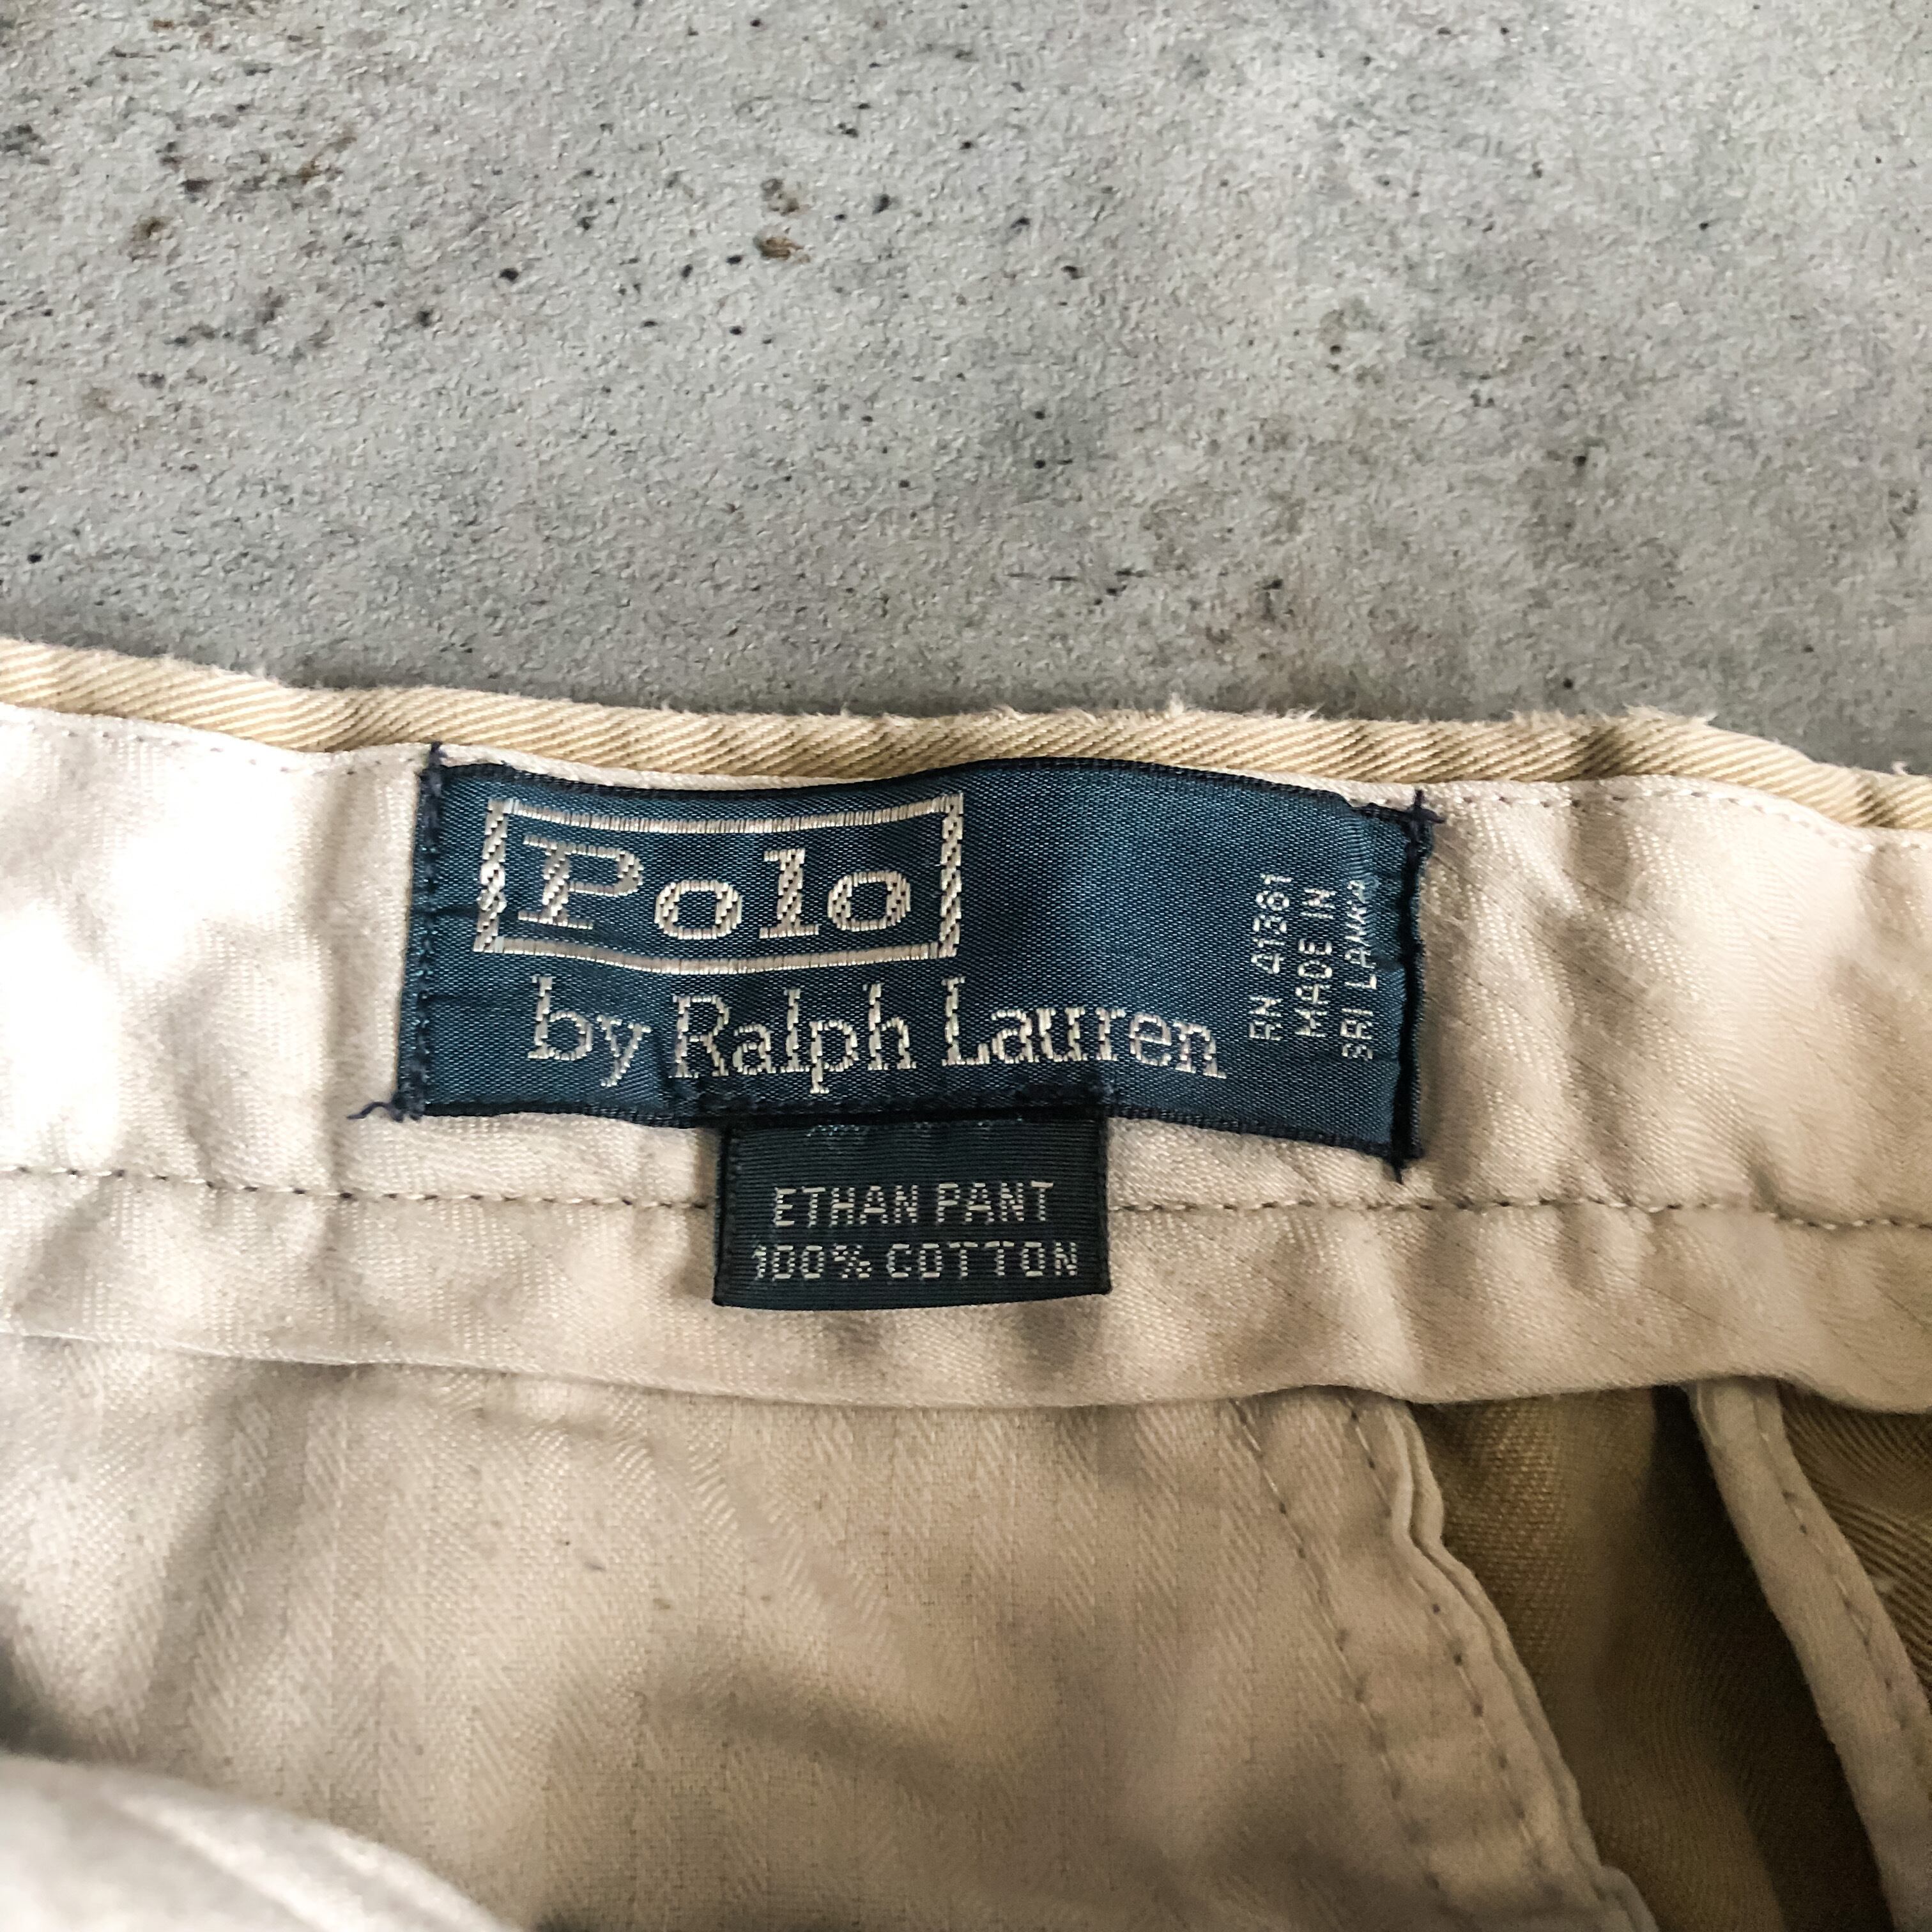 Polo
by Ralph Lauren
RN 41381
MADE IN
SRI LANKA
ETHAN PANT
100% COTTON